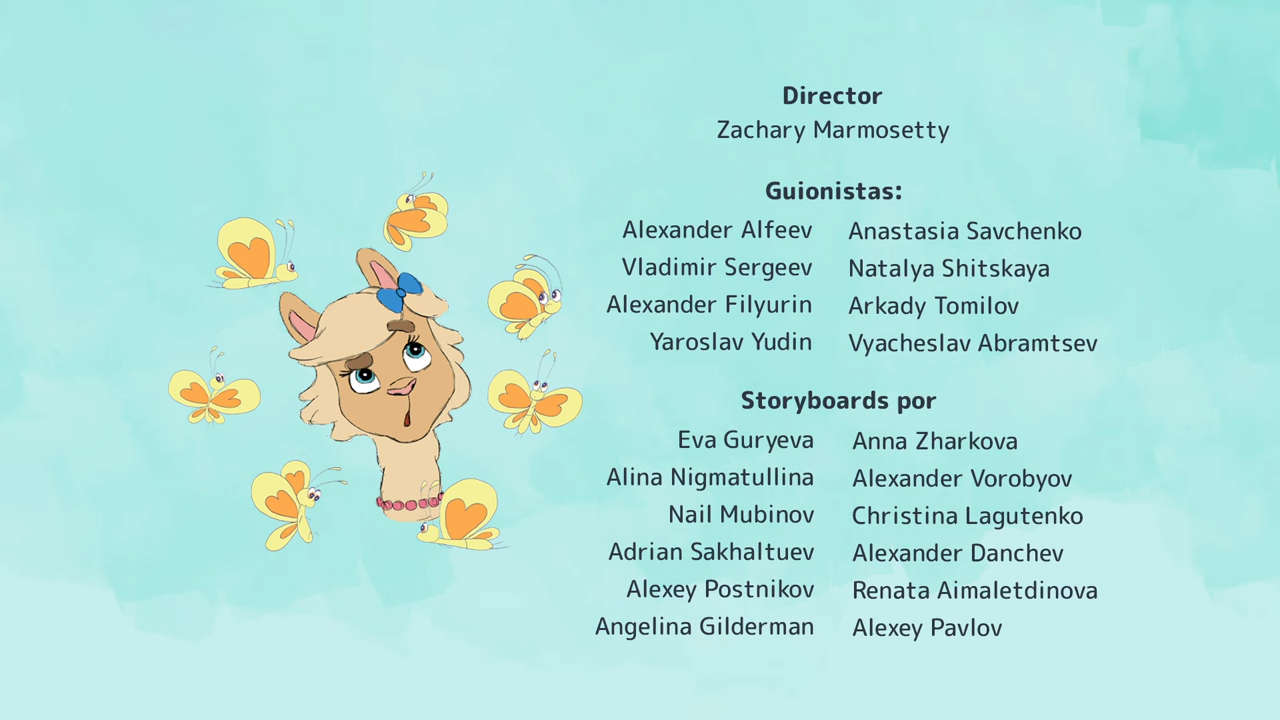 Director
Zachary Marmosetty
Guionistas:
Alexander Alfeev Anastasia Savchenko
Vladimir Sergeev Natalya Shitskaya
Alexander Filyurin Arkady Tomilov
Yaroslav Yudin Vyacheslav Abramtsev
Storyboards por
Eva Guryeva Anna Zharkova
Alina Nigmatullina Alexander Vorobyov
Nail Mubinov Christina Lagutenko
Adrian Sakhaltuev Alexander Danchev
Alexey Postnikov Renata Aimaletdinova
Angelina Gilderman Alexey Pavlov